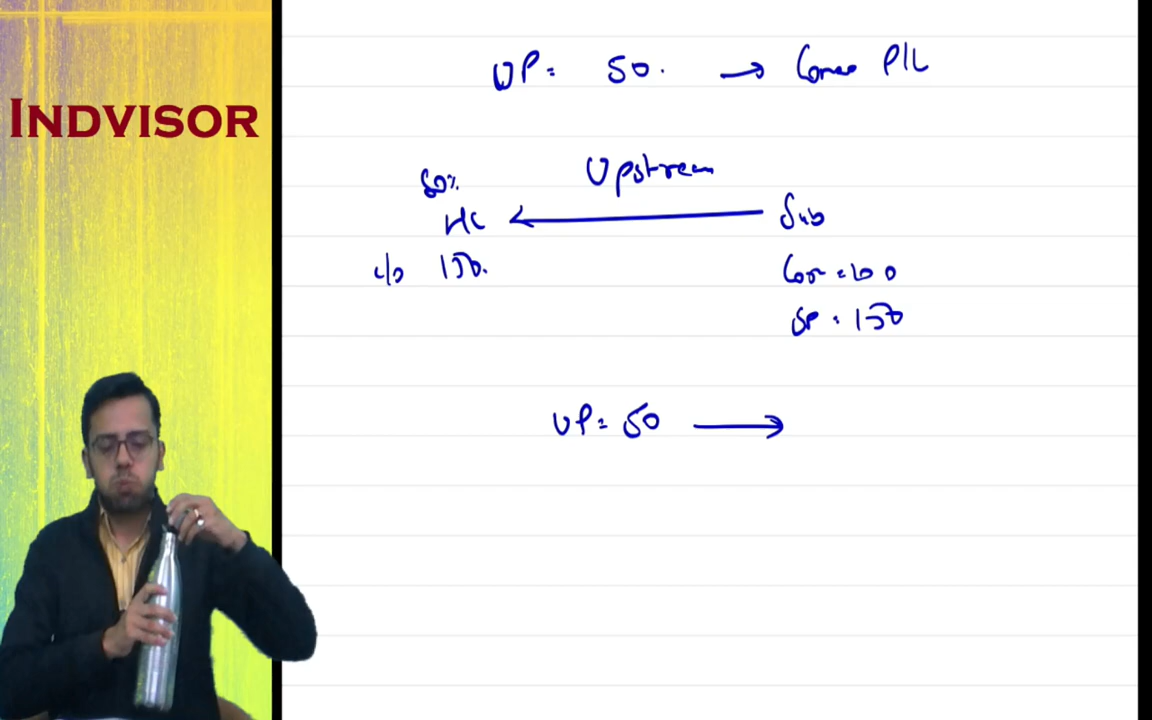 INDVISOR
UP = 50. → Conso P/L
Upstream
80%
HC ← Sub
c/s 150. Cost = 100
SP = 150
UP = 50 →